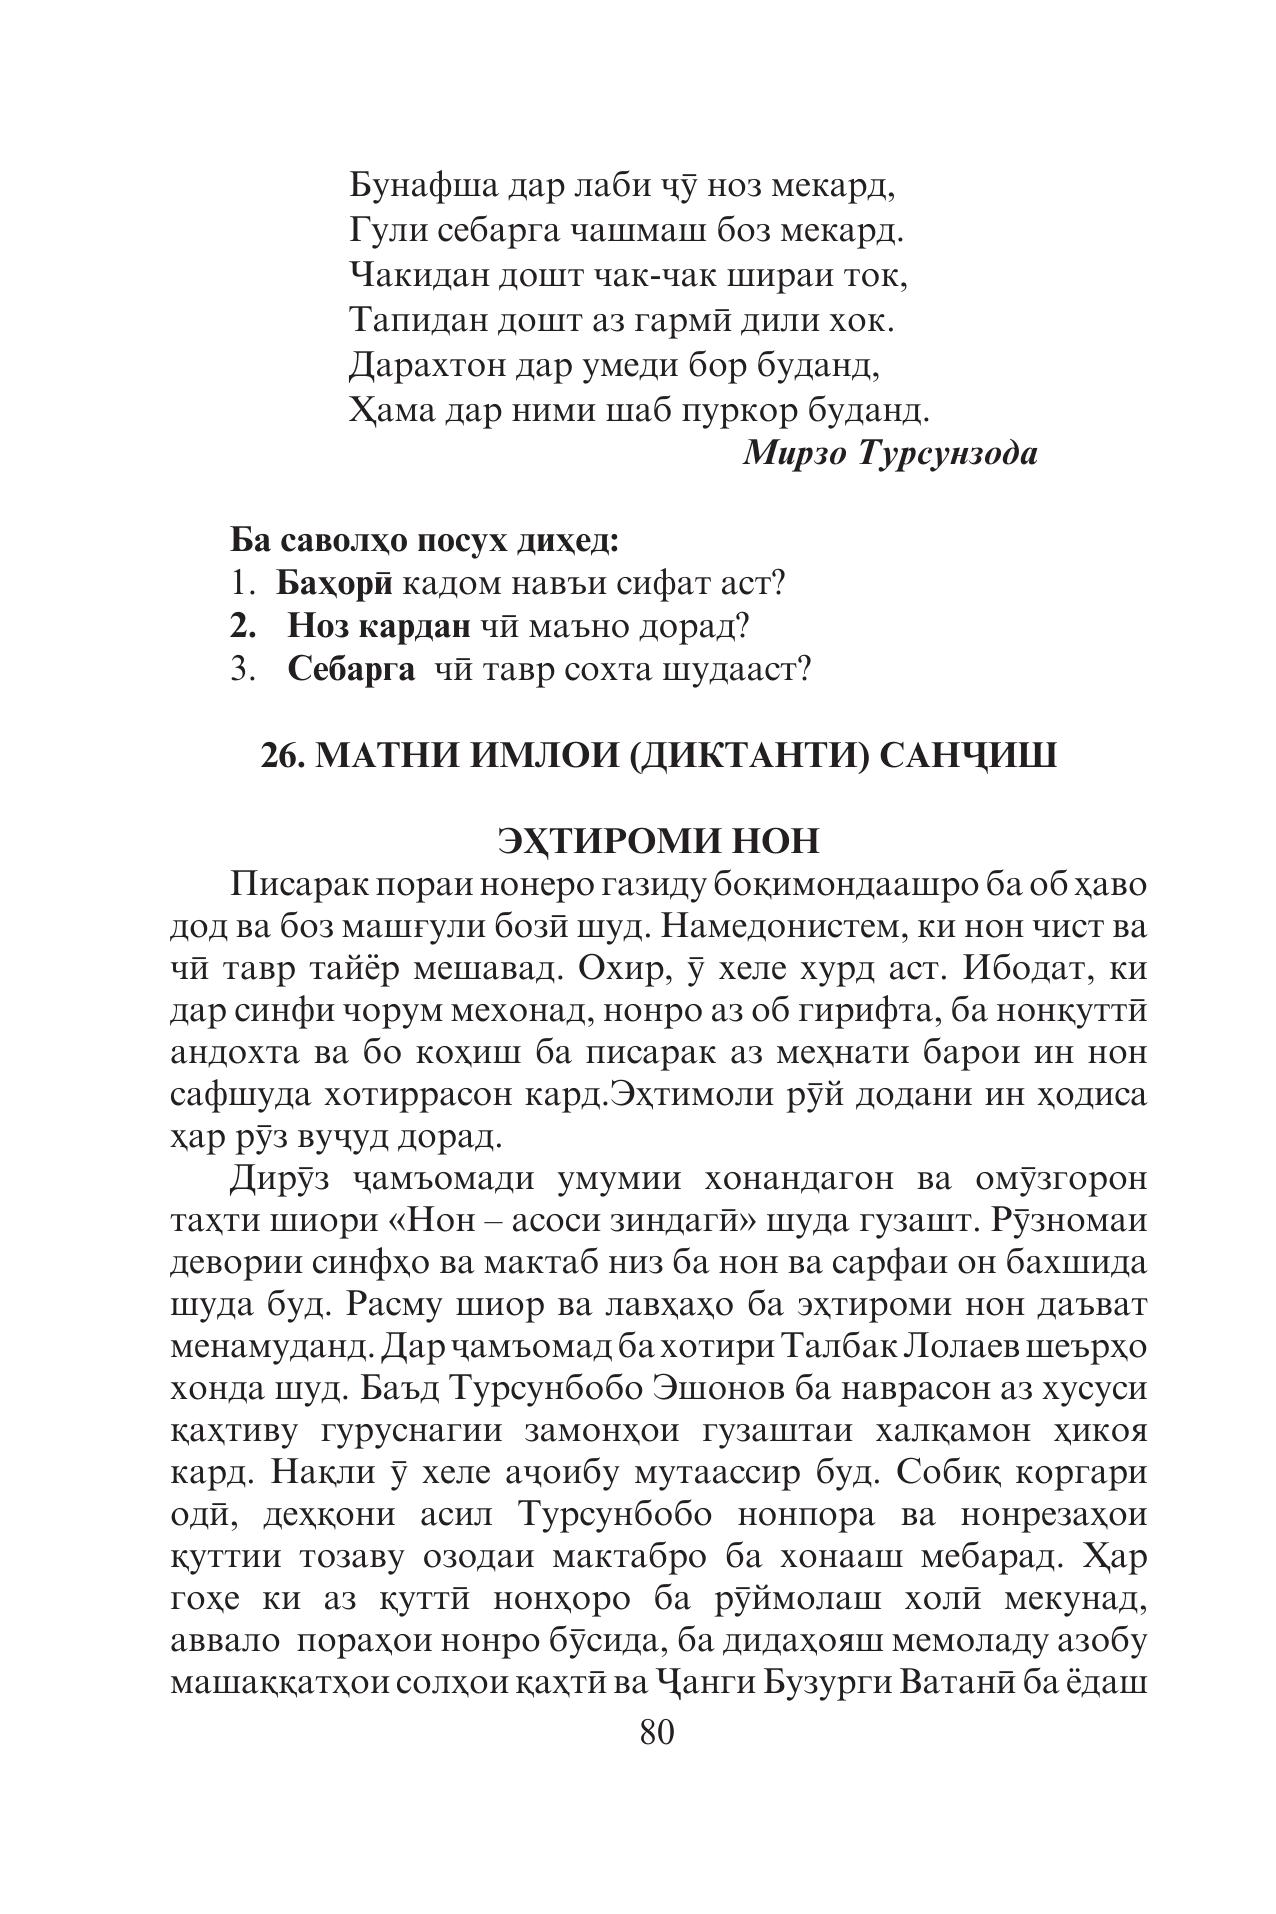 Бунафша дар лаби ҷӯ ноз мекард,
Гули себарга чашмаш боз мекард.
Чакидан дошт чак-чак шираи ток,
Тапидан дошт аз гармӣ дили хок.
Дарахтон дар умеди бор буданд,
Ҳама дар ними шаб пуркор буданд.
Мирзо Турсунзода
Ба саволҳо посух диҳед:
1. Баҳорӣ кадом навъи сифат аст?
2. Ноз кардан чӣ маъно дорад?
3. Себарга чӣ тавр сохта шудааст?
26. МАТНИ ИМЛОИ (ДИКТАНТИ) САНҶИШ
ЭҲТИРОМИ НОН
Писарак пораи нонеро газиду боқимондаашро ба об ҳаво
дод ва боз машғули бозӣ шуд. Намедонистем, ки нон чист ва
чӣ тавр тайёр мешавад. Охир, ӯ хеле хурд аст. Ибодат, ки
дар синфи чорум мехонад, нонро аз об гирифта, ба нонқуттӣ
андохта ва бо коҳиш ба писарак аз меҳнати барои ин нон
сафшуда хотиррасон кард.Эҳтимоли рӯй додани ин ҳодиса
ҳар рӯз вуҷуд дорад.
Дирӯз ҷамъомади умумии хонандагон ва омӯзгорон
таҳти шиори «Нон – асоси зиндагӣ» шуда гузашт. Рӯзномаи
девории синфҳо ва мактаб низ ба нон ва сарфаи он бахшида
шуда буд. Расму шиор ва лавҳаҳо ба эҳтироми нон даъват
менамуданд. Дар ҷамъомад ба хотири Талбак Лолаев шеърҳо
хонда шуд. Баъд Турсунбобо Эшонов ба наврасон аз хусуси
қаҳтиву гуруснагии замонҳои гузаштаи халқамон ҳикоя
кард. Нақли ӯ хеле аҷоибу мутаассир буд. Собиқ коргари
одӣ, деҳқони асил Турсунбобо нонпора ва нонрезаҳои
қуттии тозаву озодаи мактабро ба хонааш мебарад. Ҳар
гоҳе ки аз қуттӣ нонҳоро ба рӯймолаш холӣ мекунад,
аввало пораҳои нонро бӯсида, ба дидаҳояш мемоладу азобу
машаққатҳои солҳои қаҳтӣ ва Ҷанги Бузурги Ватанӣ ба ёдаш
80